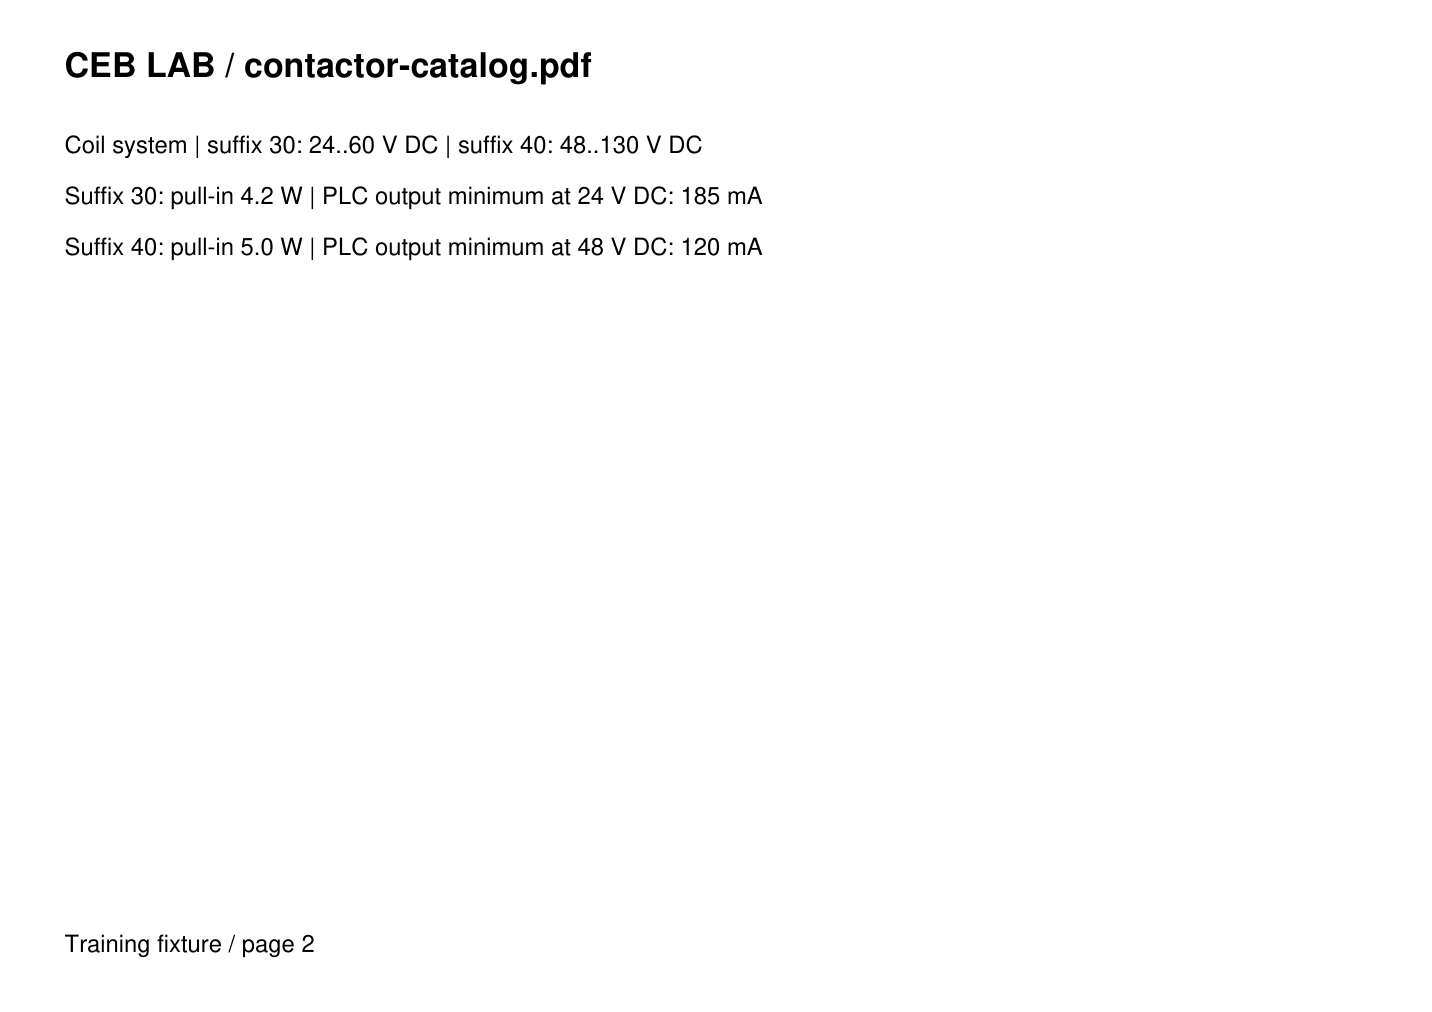 CEB LAB / contactor-catalog.pdf
Coil system | suffix 30: 24..60 V DC | suffix 40: 48..130 V DC
Suffix 30: pull-in 4.2 W | PLC output minimum at 24 V DC: 185 mA
Suffix 40: pull-in 5.0 W | PLC output minimum at 48 V DC: 120 mA
Training fixture / page 2